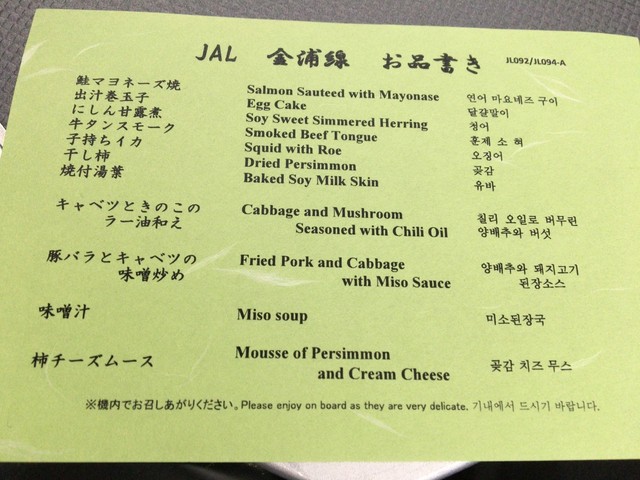 JAL 金浦線 お品書き JL092/JL094-A
鮭マヨネーズ焼 Salmon Sauteed with Mayonase 연어 마요네즈 구이
出汁巻玉子 Egg Cake 달걀말이
にしん甘露煮 Soy Sweet Simmered Herring 청어
牛タンスモーク Smoked Beef Tongue 훈제 소 혀
子持ちイカ Squid with Roe 오징어
干し柿 Dried Persimmon 곶감
焼付湯葉 Baked Soy Milk Skin 유바
キャベツときのこの Cabbage and Mushroom 칠리 오일로 버무린
ラー油和え Seasoned with Chili Oil 양배추와 버섯
豚バラとキャベツの Fried Pork and Cabbage 양배추와 돼지고기
味噌炒め with Miso Sauce 된장소스
味噌汁 Miso soup 미소된장국
柿チーズムース Mousse of Persimmon 곶감 치즈 무스
and Cream Cheese
※機内でお召しあがりください。Please enjoy on board as they are very delicate. 기내에서 드시기 바랍니다.